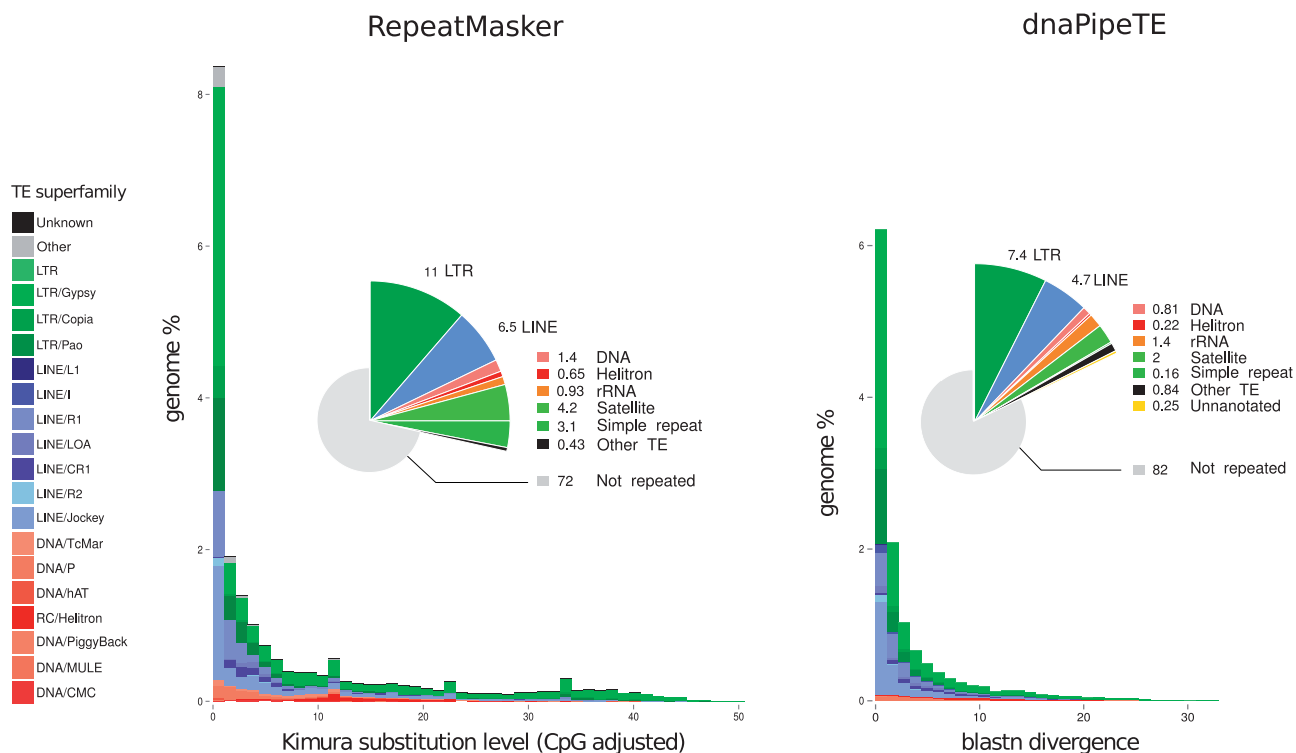 RepeatMasker
dnaPipeTE
TE superfamily
Unknown
Other
LTR
LTR/Gypsy
LTR/Copia
LTR/Pao
LINE/L1
LINE/I
LINE/R1
LINE/LOA
LINE/CR1
LINE/R2
LINE/Jockey
DNA/TcMar
DNA/P
DNA/hAT
RC/Helitron
DNA/PiggyBack
DNA/MULE
DNA/CMC
genome %
8
6
4
2
0
0 10 20 30 40 50
Kimura substitution level (CpG adjusted)
11 LTR
6.5 LINE
1.4 DNA
0.65 Helitron
0.93 rRNA
4.2 Satellite
3.1 Simple repeat
0.43 Other TE
72 Not repeated
genome %
6
4
2
0
0 10 20 30
blastn divergence
7.4 LTR
4.7 LINE
0.81 DNA
0.22 Helitron
1.4 rRNA
2 Satellite
0.16 Simple repeat
0.84 Other TE
0.25 Unnanotated
82 Not repeated